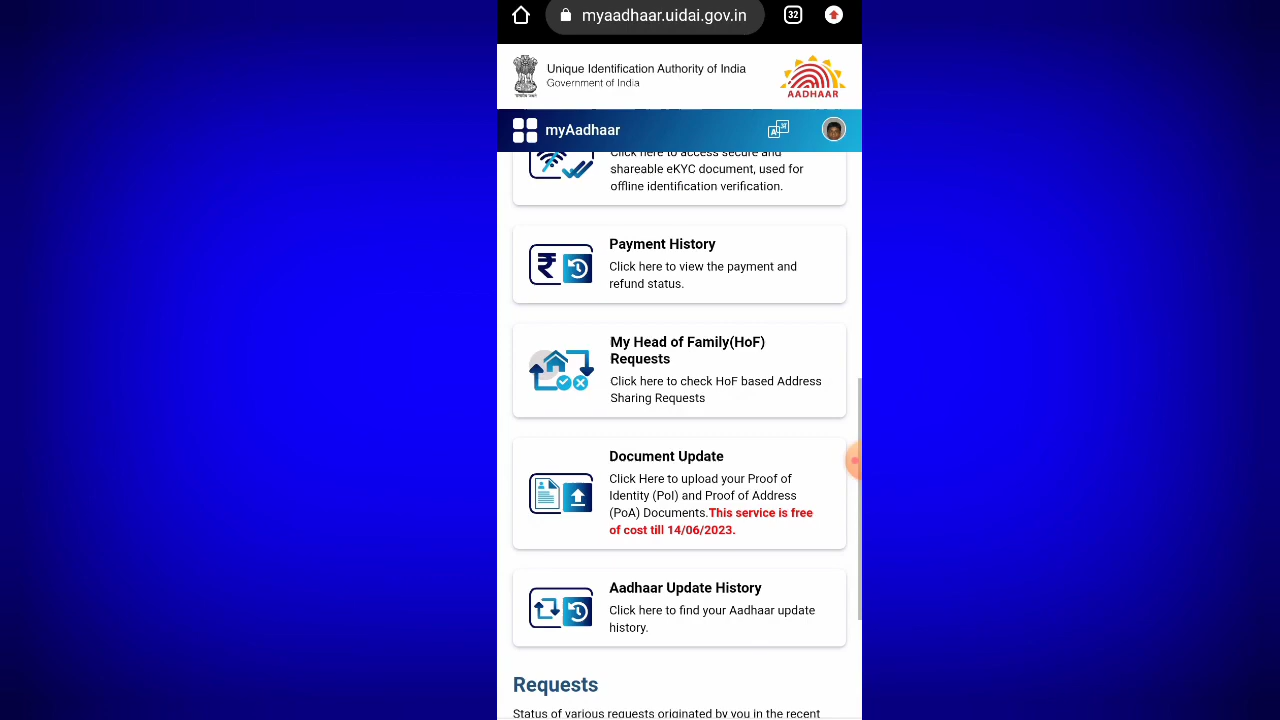 myaadhaar.uidai.gov.in
32
Unique Identification Authority of India
Government of India
AADHAAR
myAadhaar
Click here to access secure and
shareable eKYC document, used for
offline identification verification.
Payment History
Click here to view the payment and
refund status.
My Head of Family(HoF)
Requests
Click here to check HoF based Address
Sharing Requests
Document Update
Click Here to upload your Proof of
Identity (PoI) and Proof of Address
(PoA) Documents.This service is free
of cost till 14/06/2023.
Aadhaar Update History
Click here to find your Aadhaar update
history.
Requests
Status of various requests originated by you in the recent